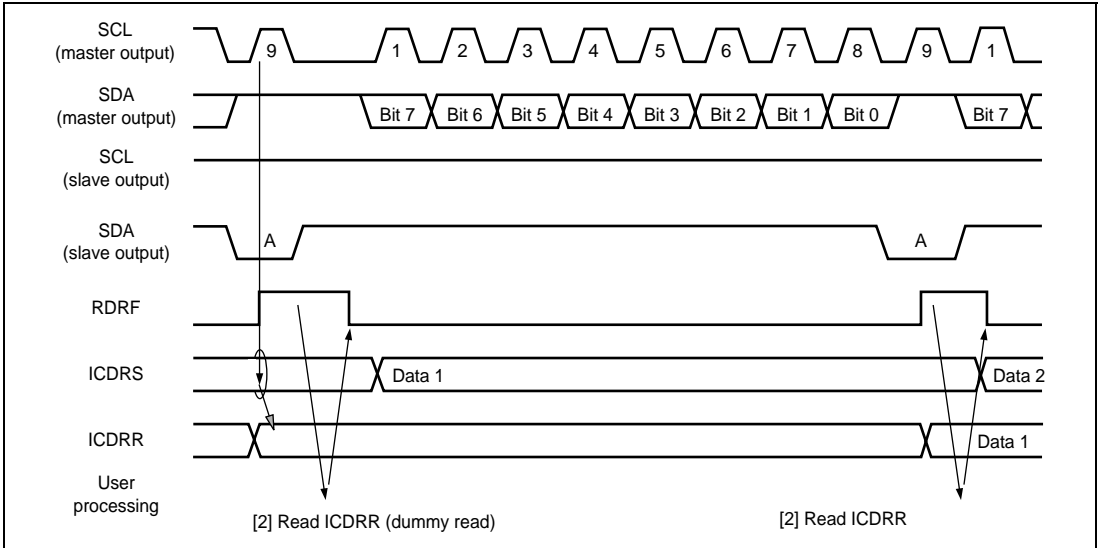 SCL
(master output)
9 1 2 3 4 5 6 7 8 9 1
SDA
(master output)
Bit 7 Bit 6 Bit 5 Bit 4 Bit 3 Bit 2 Bit 1 Bit 0 Bit 7
SCL
(slave output)
SDA
(slave output)
A A
RDRF
ICDRS
Data 1 Data 2
ICDRR
Data 1
User
processing
[2] Read ICDRR (dummy read) [2] Read ICDRR